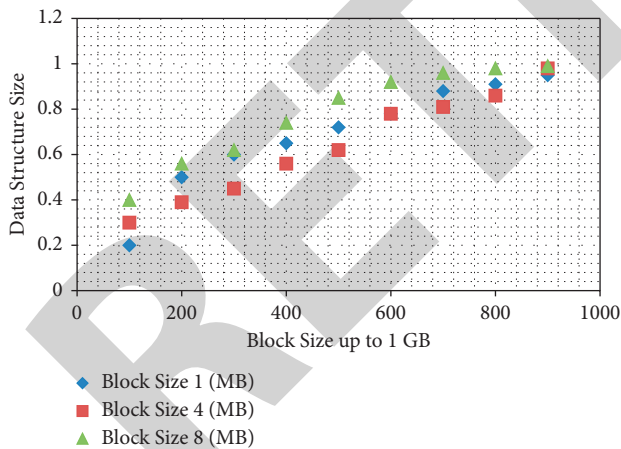 1.2
1
0.8
0.6
0.4
0.2
0
Data Structure Size
0 200 400 600 800 1000
Block Size up to 1 GB
Block Size 1 (MB)
Block Size 4 (MB)
Block Size 8 (MB)